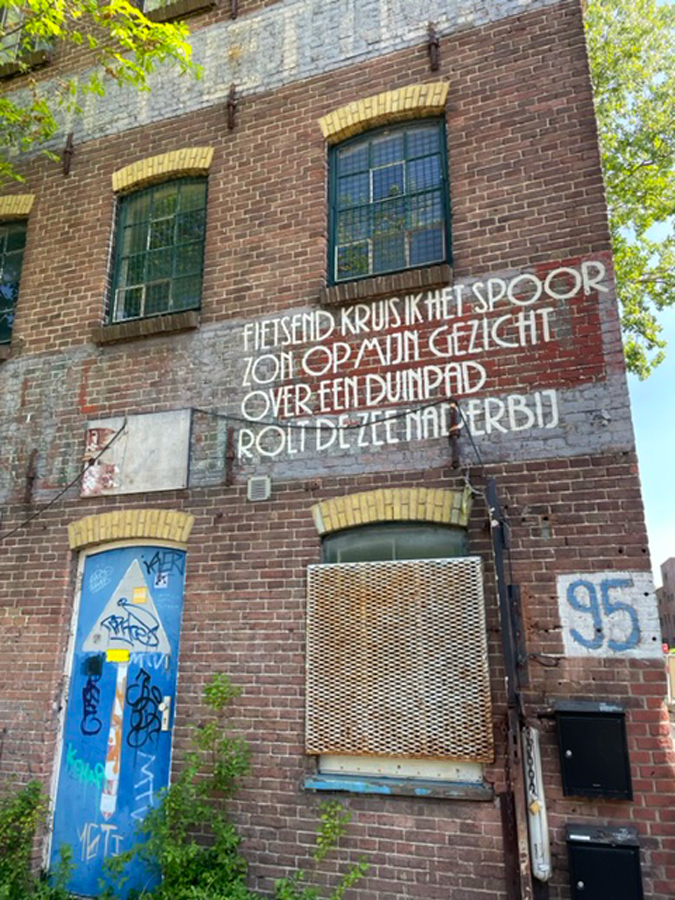 FIETSEND KRUIS IK HET SPOOR
ZON OP MIJN GEZICHT
OVER EEN DUINPAD
ROLT DE ZEE NADERBIJ
95